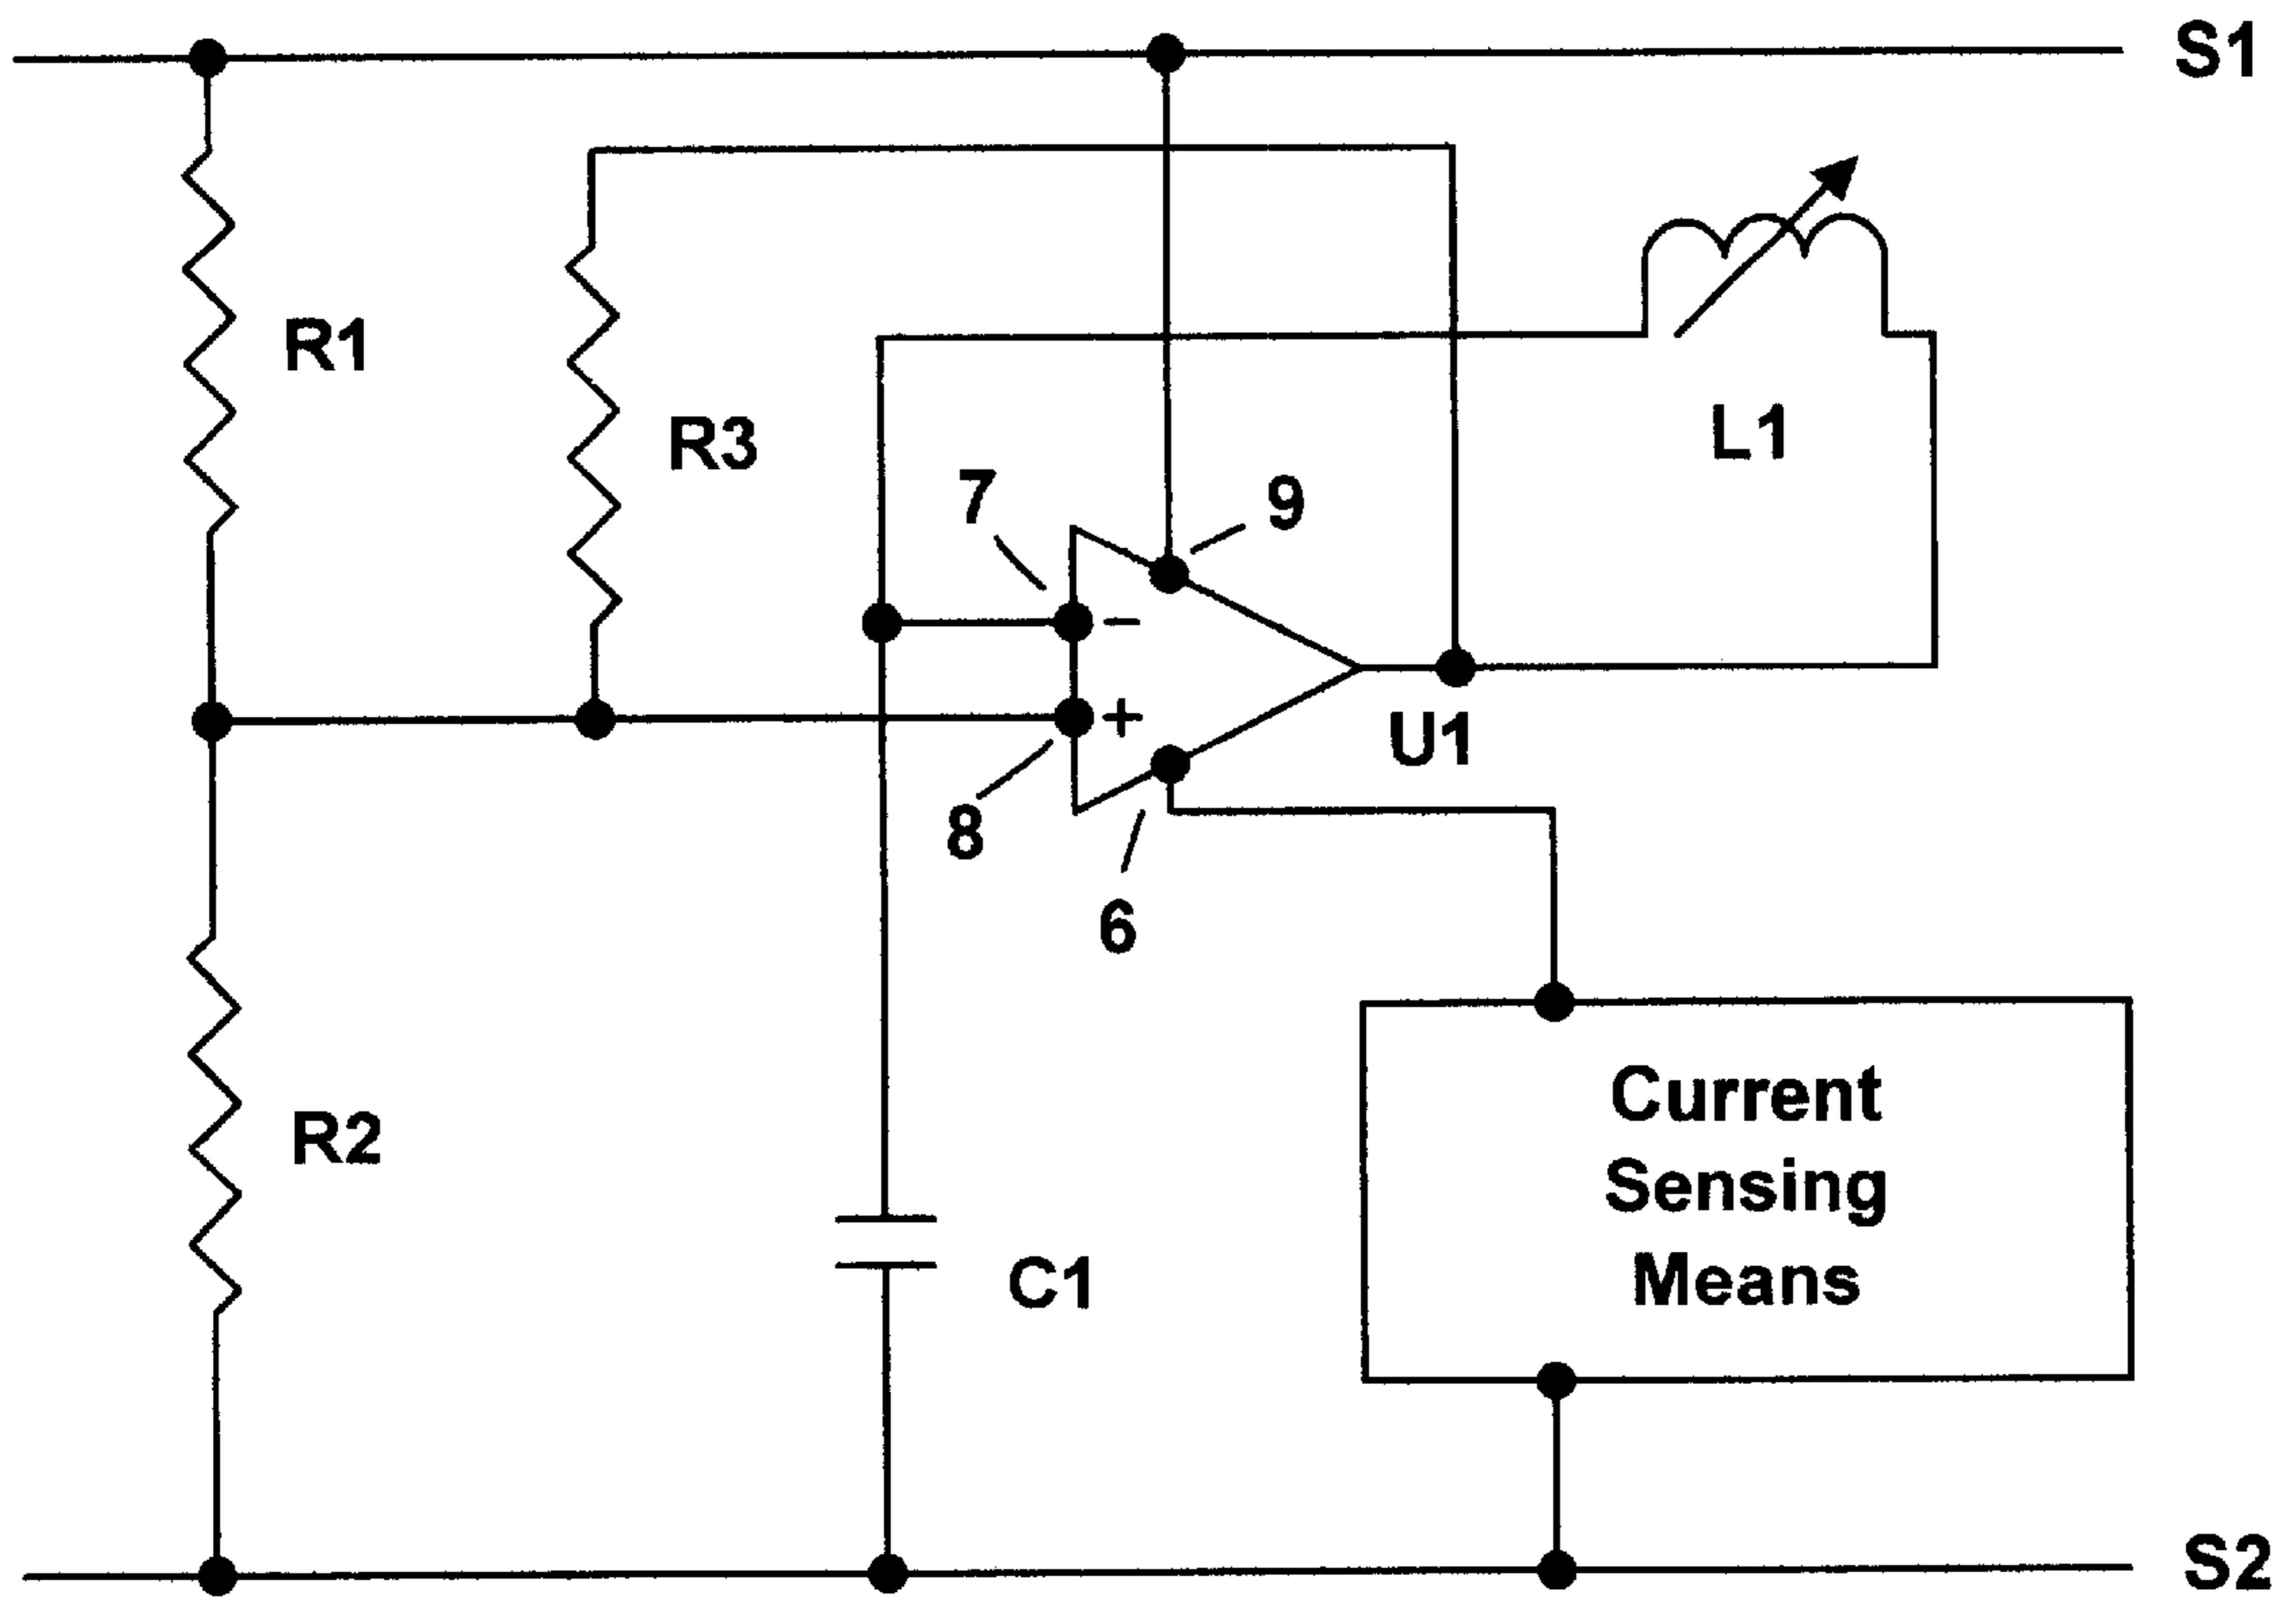 S1
R1
R3
L1
7
9
−
+
U1
8
6
R2
C1
Current
Sensing
Means
S2